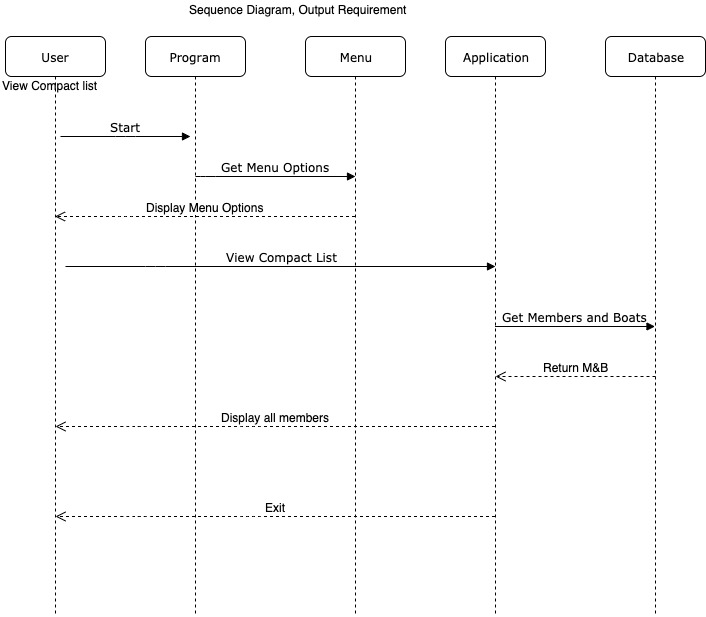 Sequence Diagram, Output Requirement
User
Program
Menu
Application
Database
View Compact list
Start
Get Menu Options
Display Menu Options
View Compact List
Get Members and Boats
Return M&B
Display all members
Exit